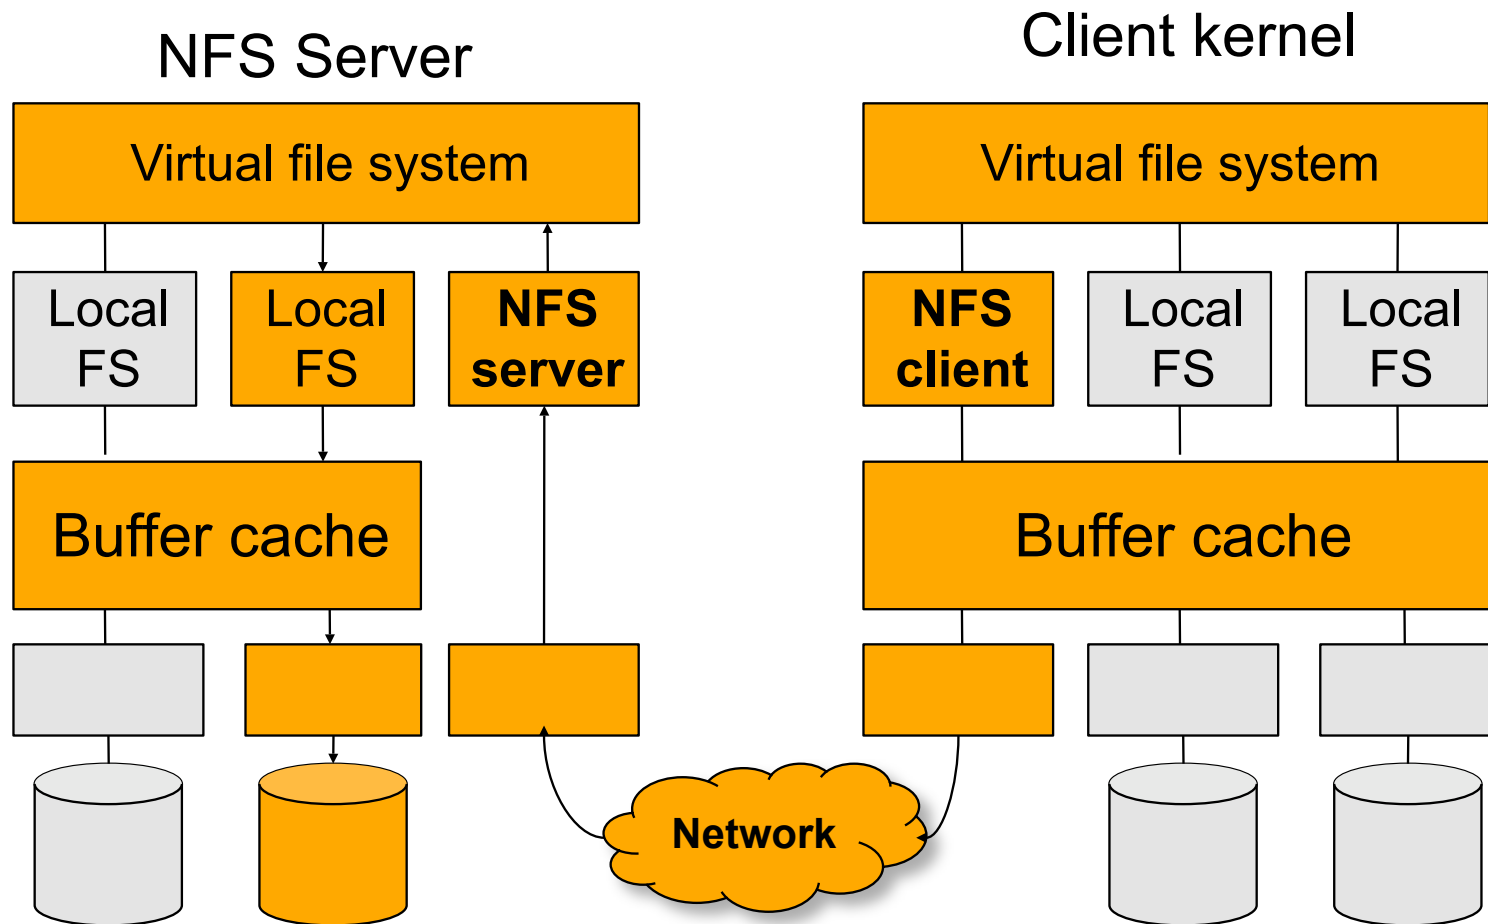 NFS Server
Client kernel
Virtual file system
Virtual file system
Local
FS
Local
FS
NFS
server
NFS
client
Local
FS
Local
FS
Buffer cache
Buffer cache
Network